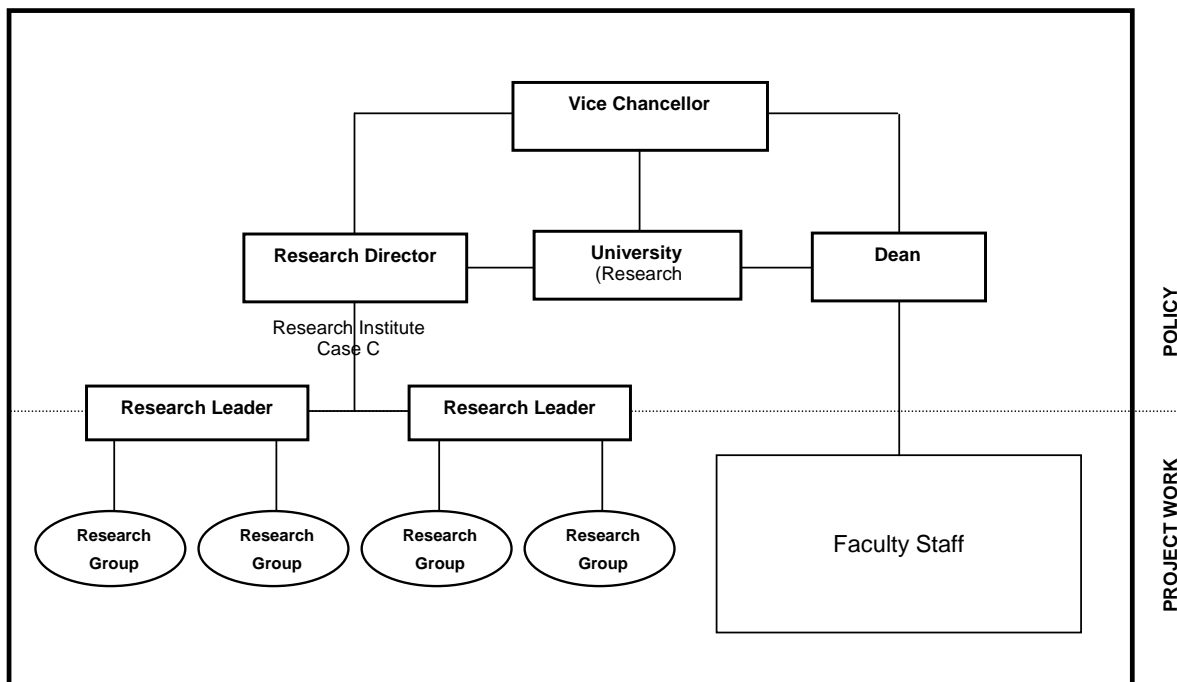 Vice Chancellor
Research Director
University
(Research
Dean
Research Institute
Case C
POLICY
Research Leader
Research Leader
PROJECT WORK
Research
Group
Research
Group
Research
Group
Research
Group
Faculty Staff